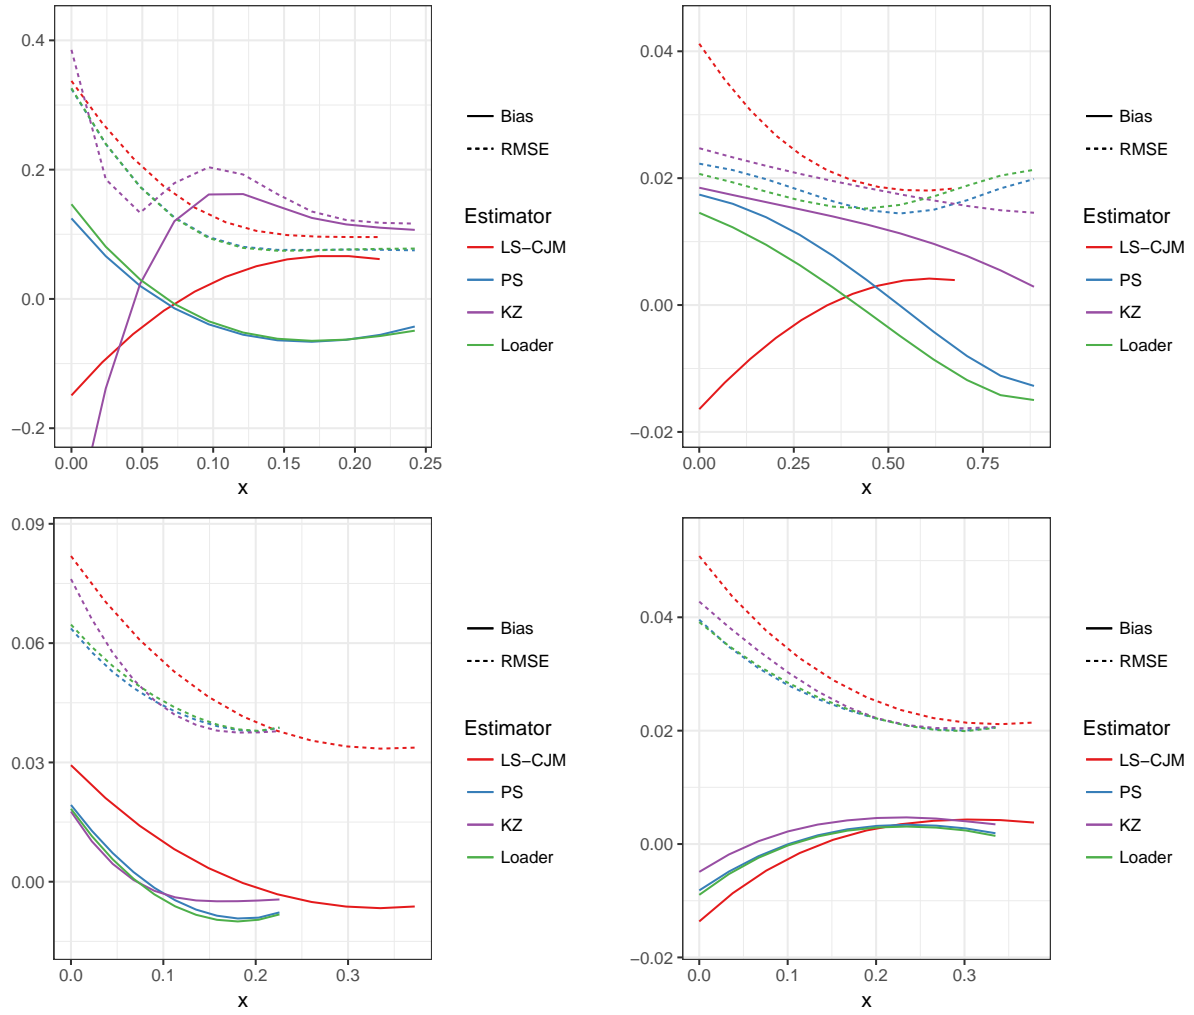 0.4
0.2
0.0
−0.2
0.00 0.05 0.10 0.15 0.20 0.25
x
Bias
RMSE
Estimator
LS−CJM
PS
KZ
Loader
0.04
0.02
0.00
−0.02
0.00 0.25 0.50 0.75
x
Bias
RMSE
Estimator
LS−CJM
PS
KZ
Loader
0.09
0.06
0.03
0.00
0.0 0.1 0.2 0.3
x
Bias
RMSE
Estimator
LS−CJM
PS
KZ
Loader
0.04
0.02
0.00
−0.02
0.0 0.1 0.2 0.3
x
Bias
RMSE
Estimator
LS−CJM
PS
KZ
Loader